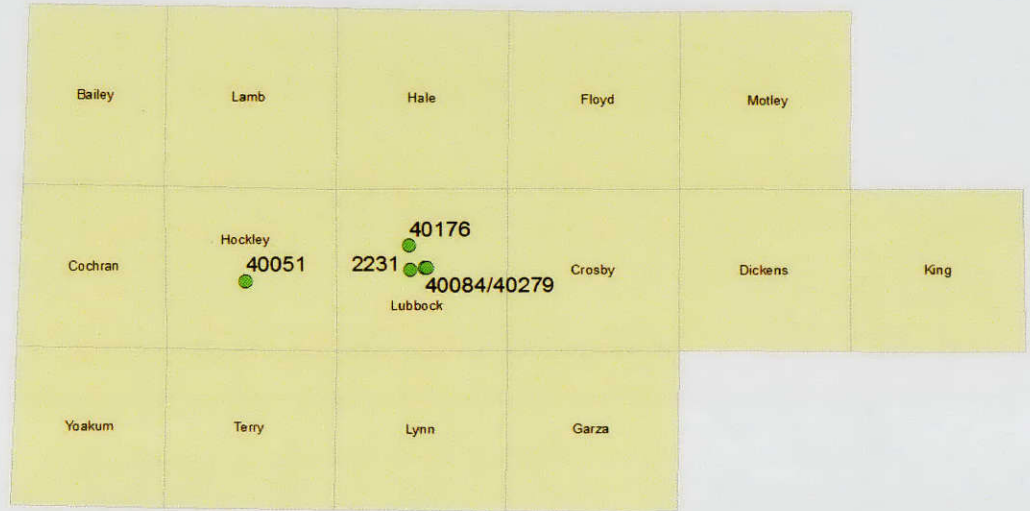 Bailey
Lamb
Hale
Floyd
Motley
Cochran
Hockley
40051
40176
2231
40084/40279
Lubbock
Crosby
Dickens
King
Yoakum
Terry
Lynn
Garza